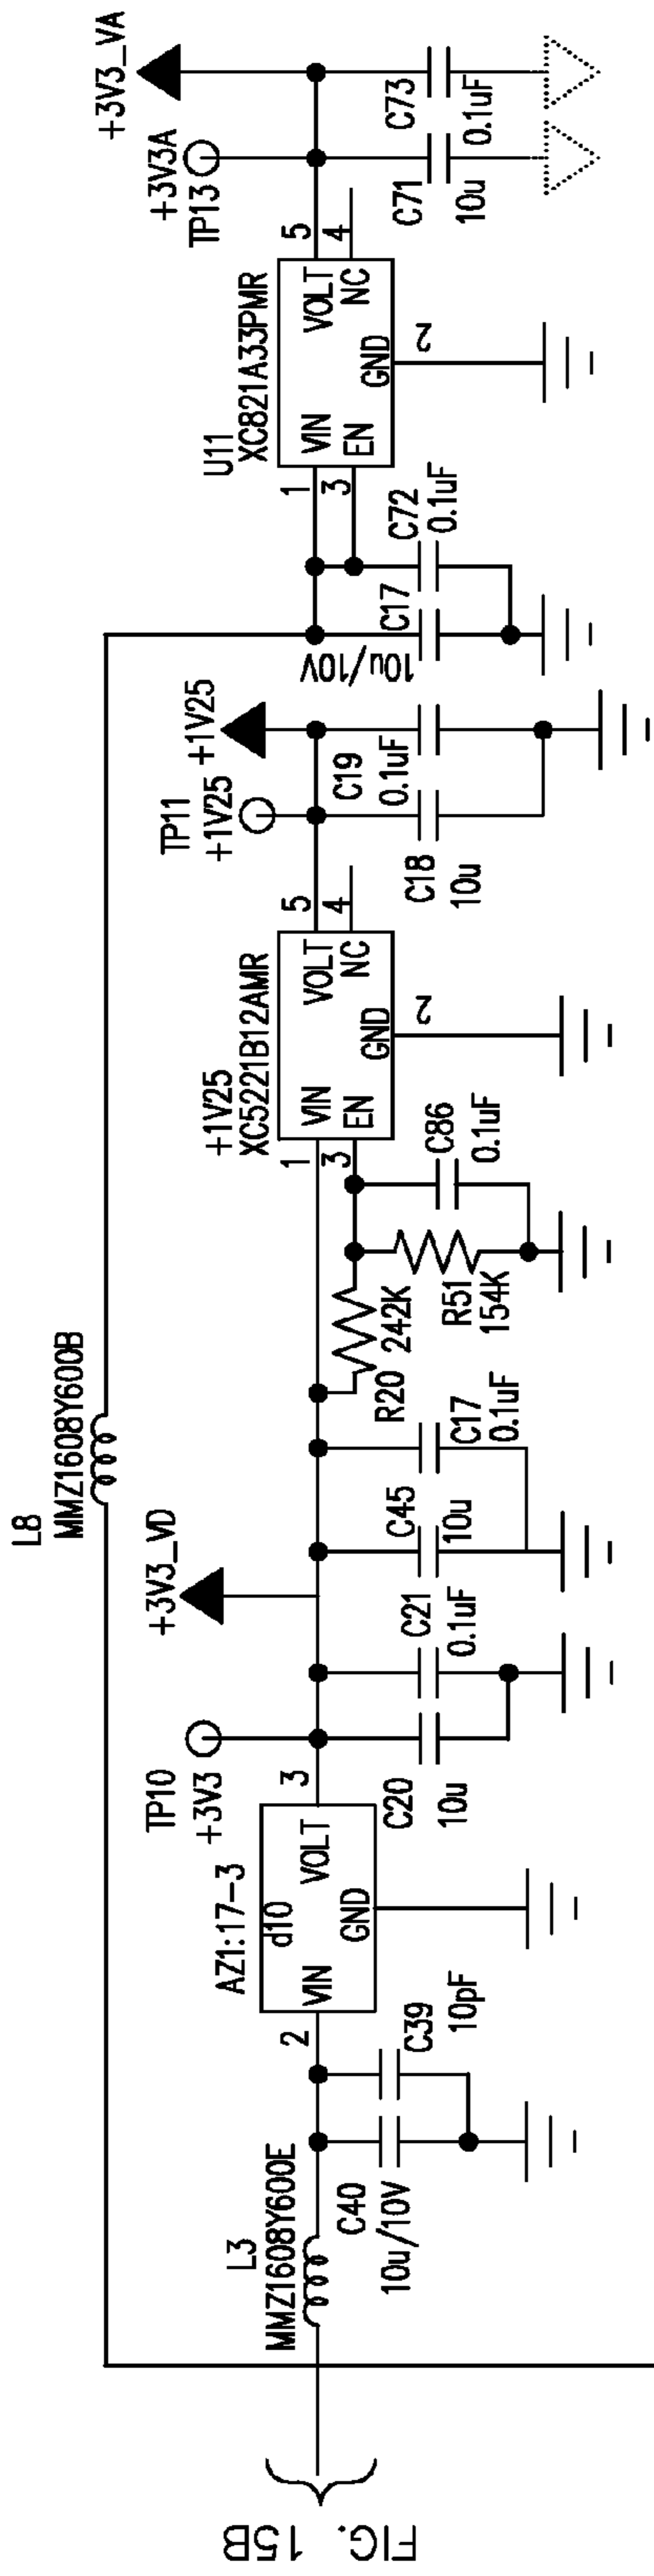 FIG. 15B
L3
MMZ1608Y600E
C40
10u/10V
C39
10pF
2
AZ1:17-3
d10
VIN
VOLT
GND
3
TP10
+3V3
C20
10u
C21
0.1uF
+3V3_VD
C45
10u
C17
0.1uF
L8
MMZ1608Y600B
R20
242K
R51
154K
C86
0.1uF
+1V25
XC5221B12AMR
1
3
VIN
EN
VOLT
NC
GND
2
5
4
TP11
+1V25
+1V25
C18
10u
C19
0.1uF
10u/10V
C17
C72
0.1uF
U11
XC821A33PMR
1
3
VIN
EN
VOLT
NC
GND
2
5
4
+3V3A
TP13
+3V3_VA
C71
10u
C73
0.1uF